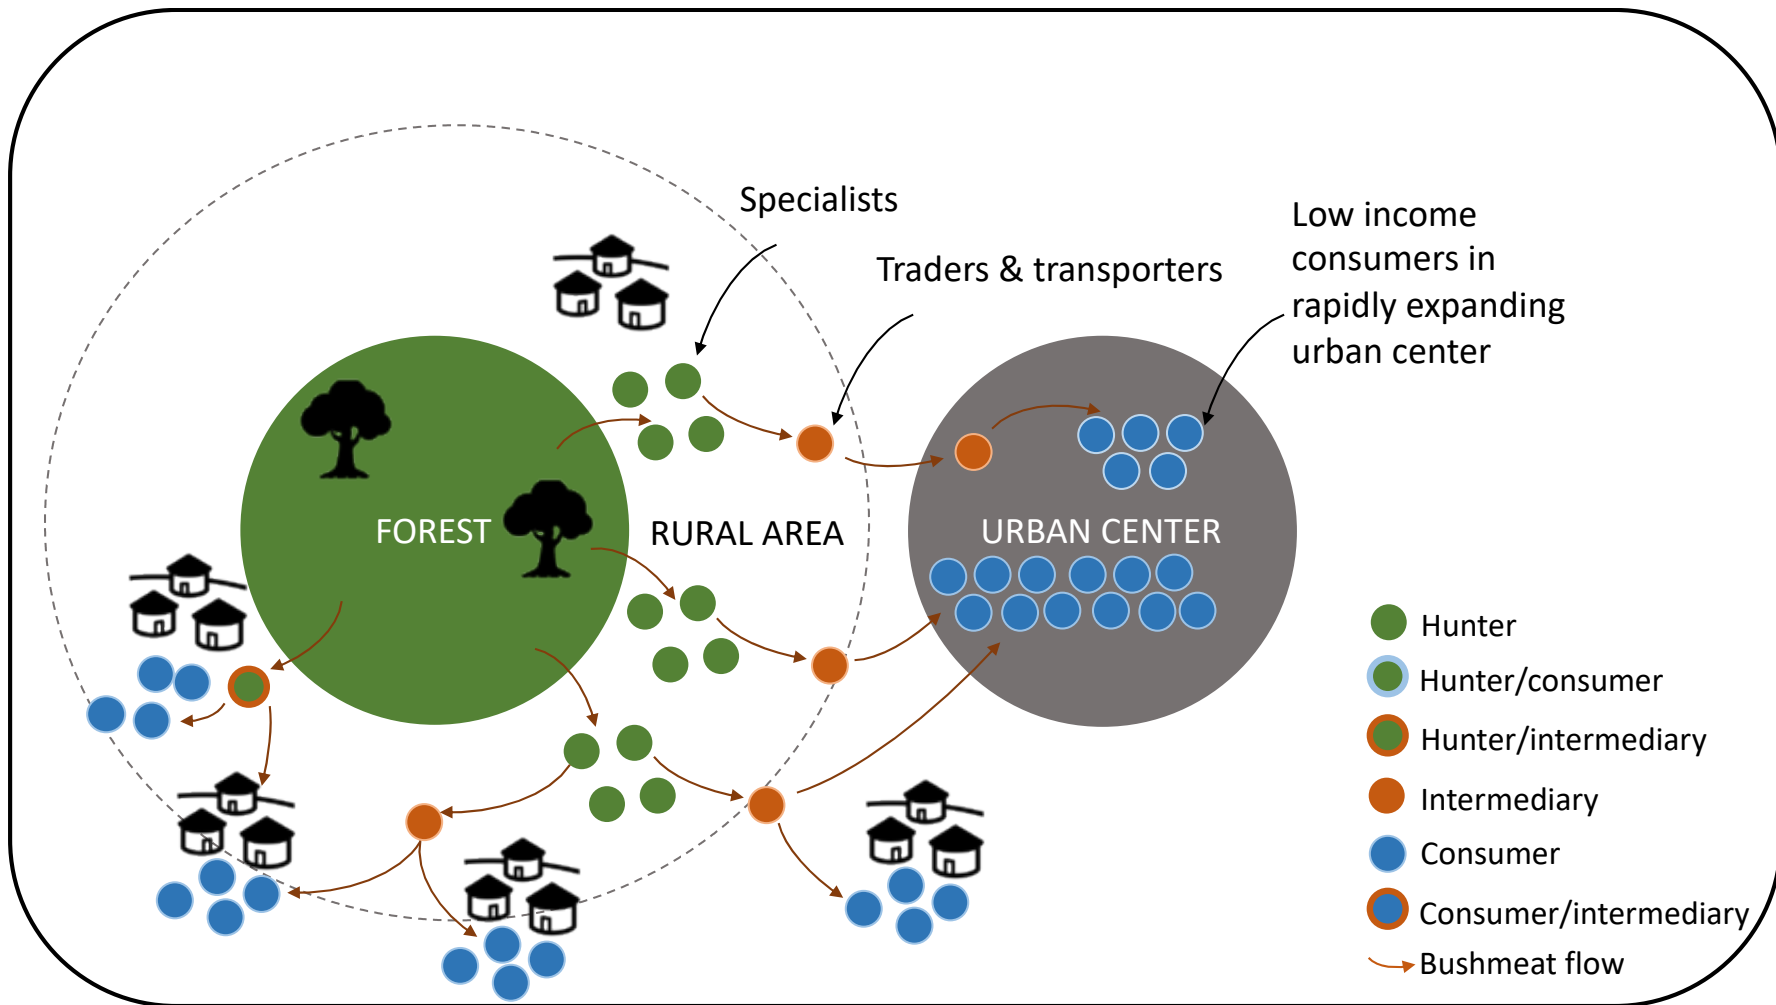 Specialists
Traders & transporters
Low income
consumers in
rapidly expanding
urban center
FOREST
RURAL AREA
URBAN CENTER
Hunter
Hunter/consumer
Hunter/intermediary
Intermediary
Consumer
Consumer/intermediary
Bushmeat flow